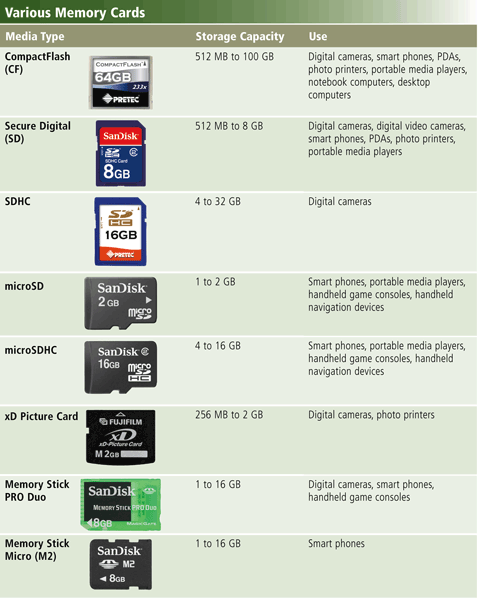 Various Memory Cards
Media Type Storage Capacity Use
CompactFlash
(CF)
COMPACTFLASH
64GB
233x
PRETEC
512 MB to 100 GB
Digital cameras, smart phones, PDAs,
photo printers, portable media players,
notebook computers, desktop
computers
Secure Digital
(SD)
SanDisk
SDHC Card
8GB
512 MB to 8 GB
Digital cameras, digital video cameras,
smart phones, PDAs, photo printers,
portable media players
SDHC
SD
HC
16GB
PRETEC
4 to 32 GB
Digital cameras
microSD
SanDisk
2 GB
micro
SD
1 to 2 GB
Smart phones, portable media players,
handheld game consoles, handheld
navigation devices
microSDHC
SanDisk
16GB
micro
SD
HC
4 to 16 GB
Smart phones, portable media players,
handheld game consoles, handheld
navigation devices
xD Picture Card
FUJIFILM
xD
xD-Picture Card
M 2GB
256 MB to 2 GB
Digital cameras, photo printers
Memory Stick
PRO Duo
SanDisk
MEMORY STICK PRO DUO
8GB
MAGICGATE
1 to 16 GB
Digital cameras, smart phones,
handheld game consoles
Memory Stick
Micro (M2)
SanDisk
M2
8GB
1 to 16 GB
Smart phones